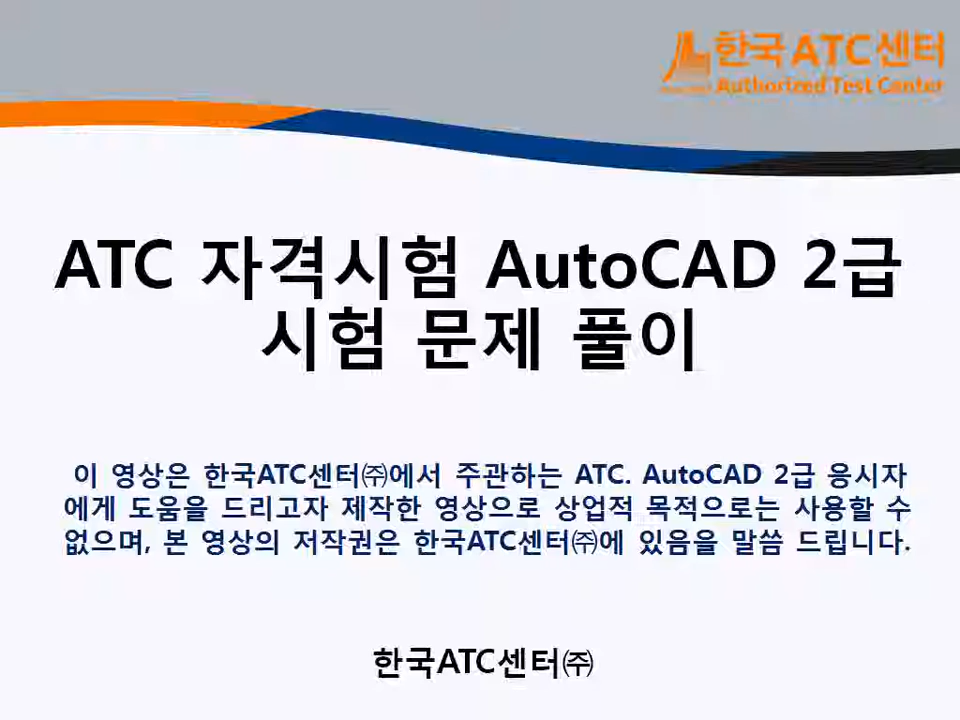 한국ATC센터
Authorized Test Center
ATC 자격시험 AutoCAD 2급
시험 문제 풀이
이 영상은 한국ATC센터㈜에서 주관하는 ATC. AutoCAD 2급 응시자
에게 도움을 드리고자 제작한 영상으로 상업적 목적으로는 사용할 수
없으며, 본 영상의 저작권은 한국ATC센터㈜에 있음을 말씀 드립니다.
한국ATC센터㈜